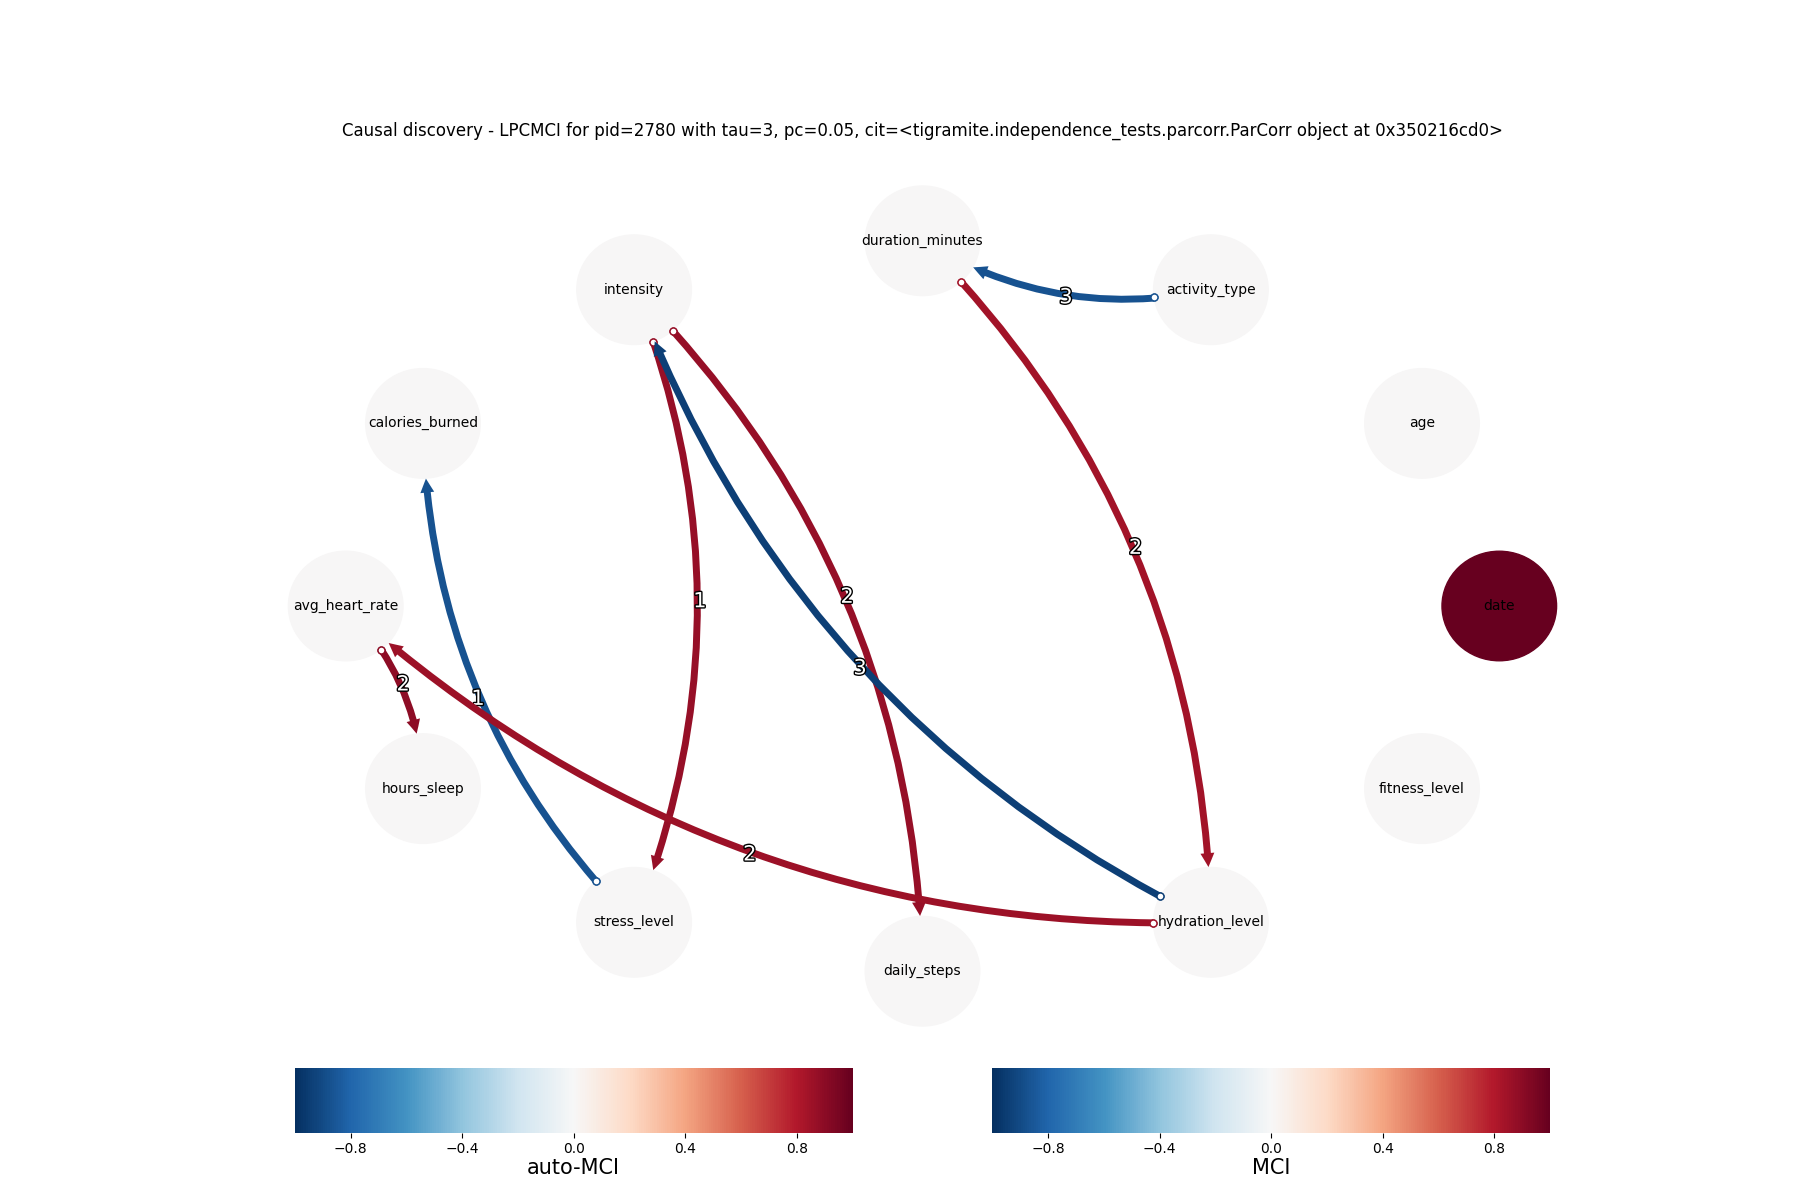 Causal discovery - LPCMCI for pid=2780 with tau=3, pc=0.05, cit=<tigramite.independence_tests.parcorr.ParCorr object at 0x350216cd0>
duration_minutes
intensity
activity_type
3
calories_burned
age
2
1
2
avg_heart_rate
date
3
2
1
hours_sleep
fitness_level
2
stress_level
hydration_level
daily_steps
−0.8 −0.4 0.0 0.4 0.8
auto-MCI
−0.8 −0.4 0.0 0.4 0.8
MCI